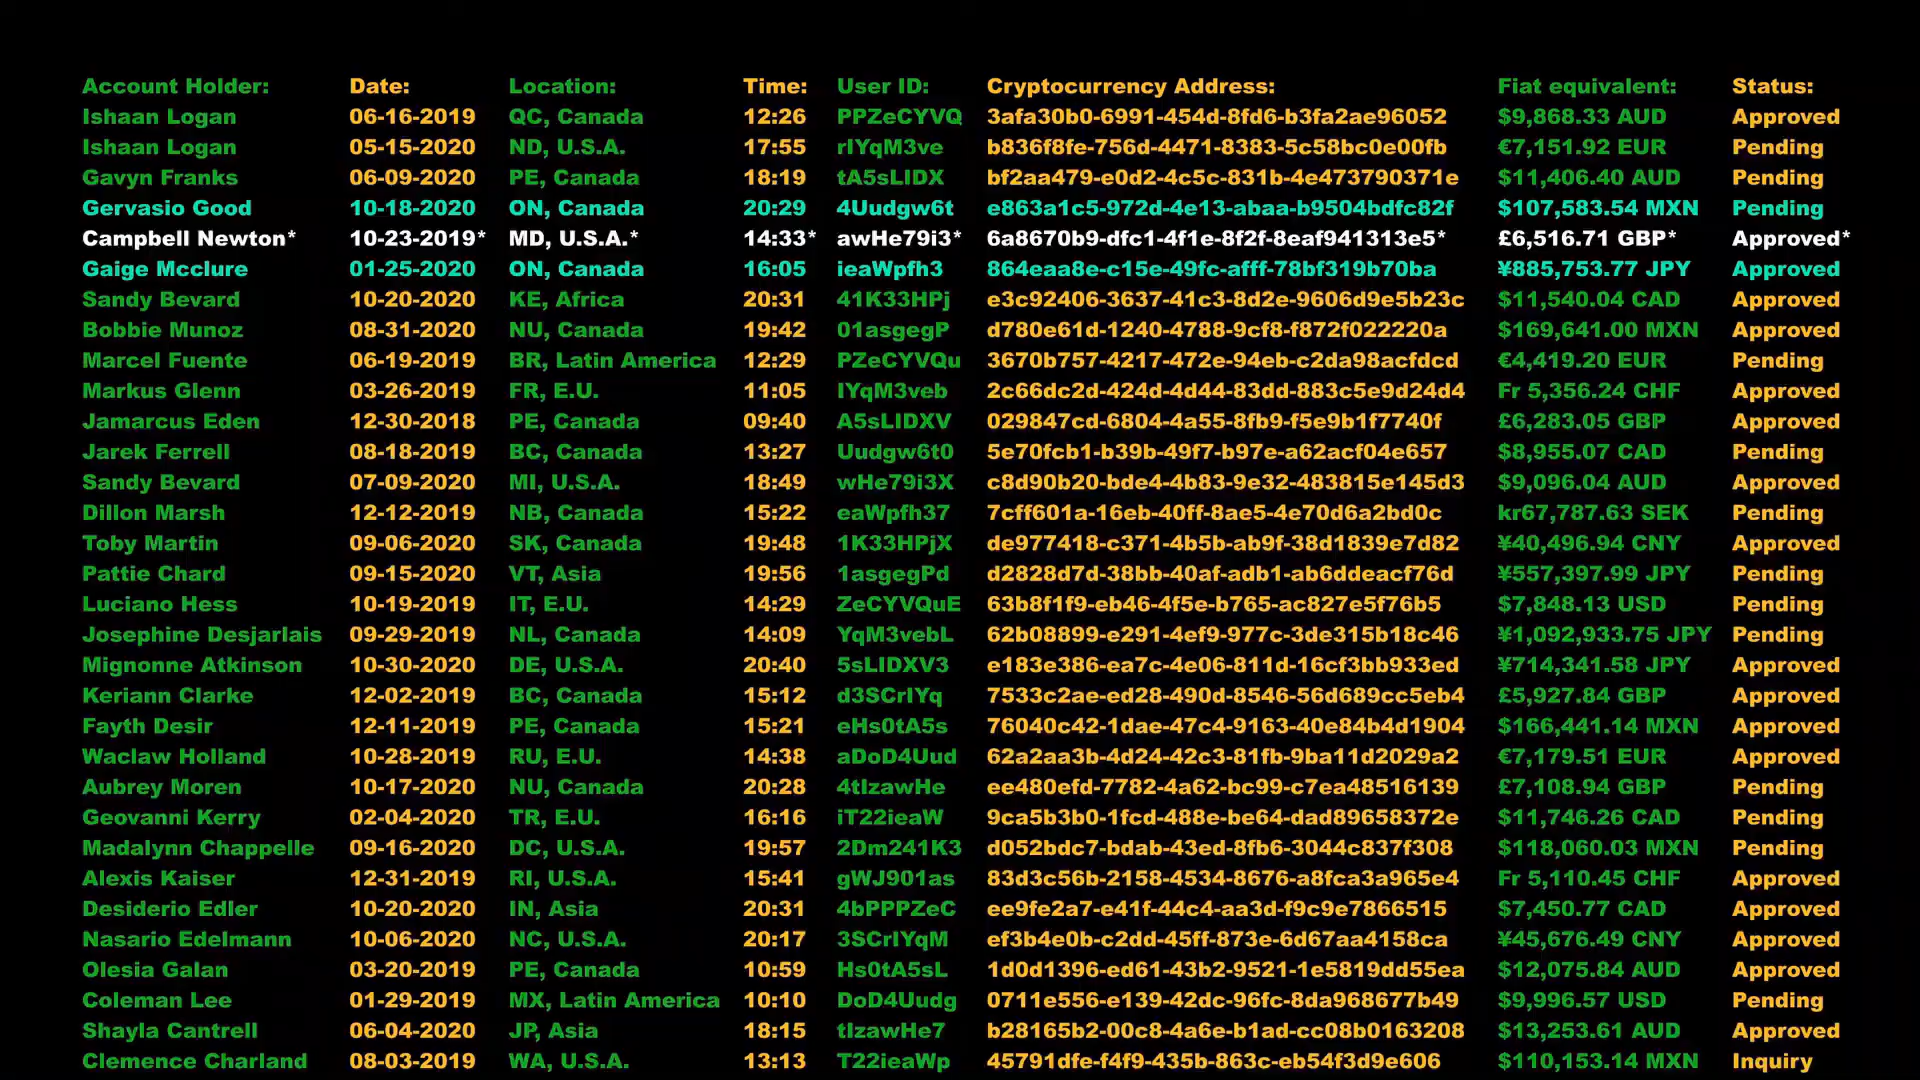 Account Holder: Date: Location: Time: User ID: Cryptocurrency Address: Fiat equivalent: Status:
Ishaan Logan 06-16-2019 QC, Canada 12:26 PPZeCYVQ 3afa30b0-6991-454d-8fd6-b3fa2ae96052 $9,868.33 AUD Approved
Ishaan Logan 05-15-2020 ND, U.S.A. 17:55 rIYqM3ve b836f8fe-756d-4471-8383-5c58bc0e00fb €7,151.92 EUR Pending
Gavyn Franks 06-09-2020 PE, Canada 18:19 tA5sLIDX bf2aa479-e0d2-4c5c-831b-4e473790371e $11,406.40 AUD Pending
Gervasio Good 10-18-2020 ON, Canada 20:29 4Uudgw6t e863a1c5-972d-4e13-abaa-b9504bdfc82f $107,583.54 MXN Pending
Campbell Newton* 10-23-2019* MD, U.S.A.* 14:33* awHe79i3* 6a8670b9-dfc1-4f1e-8f2f-8eaf941313e5* £6,516.71 GBP* Approved*
Gaige Mcclure 01-25-2020 ON, Canada 16:05 ieaWpfh3 864eaa8e-c15e-49fc-afff-78bf319b70ba ¥885,753.77 JPY Approved
Sandy Bevard 10-20-2020 KE, Africa 20:31 41K33HPj e3c92406-3637-41c3-8d2e-9606d9e5b23c $11,540.04 CAD Approved
Bobbie Munoz 08-31-2020 NU, Canada 19:42 01asgegP d780e61d-1240-4788-9cf8-f872f022220a $169,641.00 MXN Approved
Marcel Fuente 06-19-2019 BR, Latin America 12:29 PZeCYVQu 3670b757-4217-472e-94eb-c2da98acfdcd €4,419.20 EUR Pending
Markus Glenn 03-26-2019 FR, E.U. 11:05 IYqM3veb 2c66dc2d-424d-4d44-83dd-883c5e9d24d4 Fr 5,356.24 CHF Approved
Jamarcus Eden 12-30-2018 PE, Canada 09:40 A5sLIDXV 029847cd-6804-4a55-8fb9-f5e9b1f7740f £6,283.05 GBP Approved
Jarek Ferrell 08-18-2019 BC, Canada 13:27 Uudgw6t0 5e70fcb1-b39b-49f7-b97e-a62acf04e657 $8,955.07 CAD Pending
Sandy Bevard 07-09-2020 MI, U.S.A. 18:49 wHe79i3X c8d90b20-bde4-4b83-9e32-483815e145d3 $9,096.04 AUD Approved
Dillon Marsh 12-12-2019 NB, Canada 15:22 eaWpfh37 7cff601a-16eb-40ff-8ae5-4e70d6a2bd0c kr67,787.63 SEK Pending
Toby Martin 09-06-2020 SK, Canada 19:48 1K33HPjX de977418-c371-4b5b-ab9f-38d1839e7d82 ¥40,496.94 CNY Approved
Pattie Chard 09-15-2020 VT, Asia 19:56 1asgegPd d2828d7d-38bb-40af-adb1-ab6ddeacf76d ¥557,397.99 JPY Pending
Luciano Hess 10-19-2019 IT, E.U. 14:29 ZeCYVQuE 63b8f1f9-eb46-4f5e-b765-ac827e5f76b5 $7,848.13 USD Pending
Josephine Desjarlais 09-29-2019 NL, Canada 14:09 YqM3vebL 62b08899-e291-4ef9-977c-3de315b18c46 ¥1,092,933.75 JPY Pending
Mignonne Atkinson 10-30-2020 DE, U.S.A. 20:40 5sLIDXV3 e183e386-ea7c-4e06-811d-16cf3bb933ed ¥714,341.58 JPY Approved
Keriann Clarke 12-02-2019 BC, Canada 15:12 d3SCrIYq 7533c2ae-ed28-490d-8546-56d689cc5eb4 £5,927.84 GBP Approved
Fayth Desir 12-11-2019 PE, Canada 15:21 eHs0tA5s 76040c42-1dae-47c4-9163-40e84b4d1904 $166,441.14 MXN Approved
Waclaw Holland 10-28-2019 RU, E.U. 14:38 aDoD4Uud 62a2aa3b-4d24-42c3-81fb-9ba11d2029a2 €7,179.51 EUR Approved
Aubrey Moren 10-17-2020 NU, Canada 20:28 4tIzawHe ee480efd-7782-4a62-bc99-c7ea48516139 £7,108.94 GBP Pending
Geovanni Kerry 02-04-2020 TR, E.U. 16:16 iT22ieaW 9ca5b3b0-1fcd-488e-be64-dad89658372e $11,746.26 CAD Pending
Madalynn Chappelle 09-16-2020 DC, U.S.A. 19:57 2Dm241K3 d052bdc7-bdab-43ed-8fb6-3044c837f308 $118,060.03 MXN Pending
Alexis Kaiser 12-31-2019 RI, U.S.A. 15:41 gWJ901as 83d3c56b-2158-4534-8676-a8fca3a965e4 Fr 5,110.45 CHF Approved
Desiderio Edler 10-20-2020 IN, Asia 20:31 4bPPPZeC ee9fe2a7-e41f-44c4-aa3d-f9c9e7866515 $7,450.77 CAD Approved
Nasario Edelmann 10-06-2020 NC, U.S.A. 20:17 3SCrIYqM ef3b4e0b-c2dd-45ff-873e-6d67aa4158ca ¥45,676.49 CNY Approved
Olesia Galan 03-20-2019 PE, Canada 10:59 Hs0tA5sL 1d0d1396-ed61-43b2-9521-1e5819dd55ea $12,075.84 AUD Approved
Coleman Lee 01-29-2019 MX, Latin America 10:10 DoD4Uudg 0711e556-e139-42dc-96fc-8da968677b49 $9,996.57 USD Pending
Shayla Cantrell 06-04-2020 JP, Asia 18:15 tIzawHe7 b28165b2-00c8-4a6e-b1ad-cc08b0163208 $13,253.61 AUD Approved
Clemence Charland 08-03-2019 WA, U.S.A. 13:13 T22ieaWp 45791dfe-f4f9-435b-863c-eb54f3d9e606 $110,153.14 MXN Inquiry